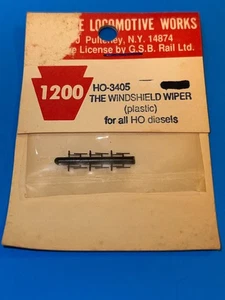 E LOCOMOTIVE WORKS
Pulteney, N.Y. 14874
e License by G.S.B. Rail Ltd.
1200
HO-3405
THE WINDSHIELD WIPER
(plastic)
for all HO diesels